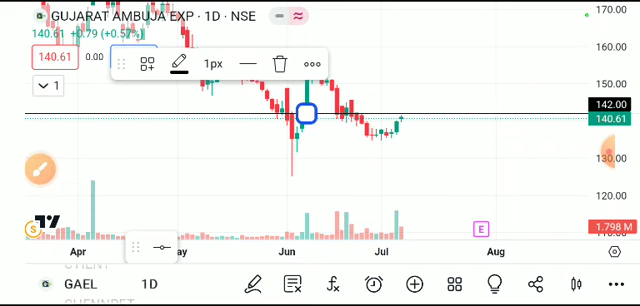 GUJARAT AMBUJA EXP · 1D · NSE
140.61 +0.79 (+0.57%)
140.61 0.00
1px
1
170.00
160.00
150.00
142.00
140.61
130.00
120.00
1.798 M
E
S
Apr
Jun
Jul
Aug
GAEL 1D